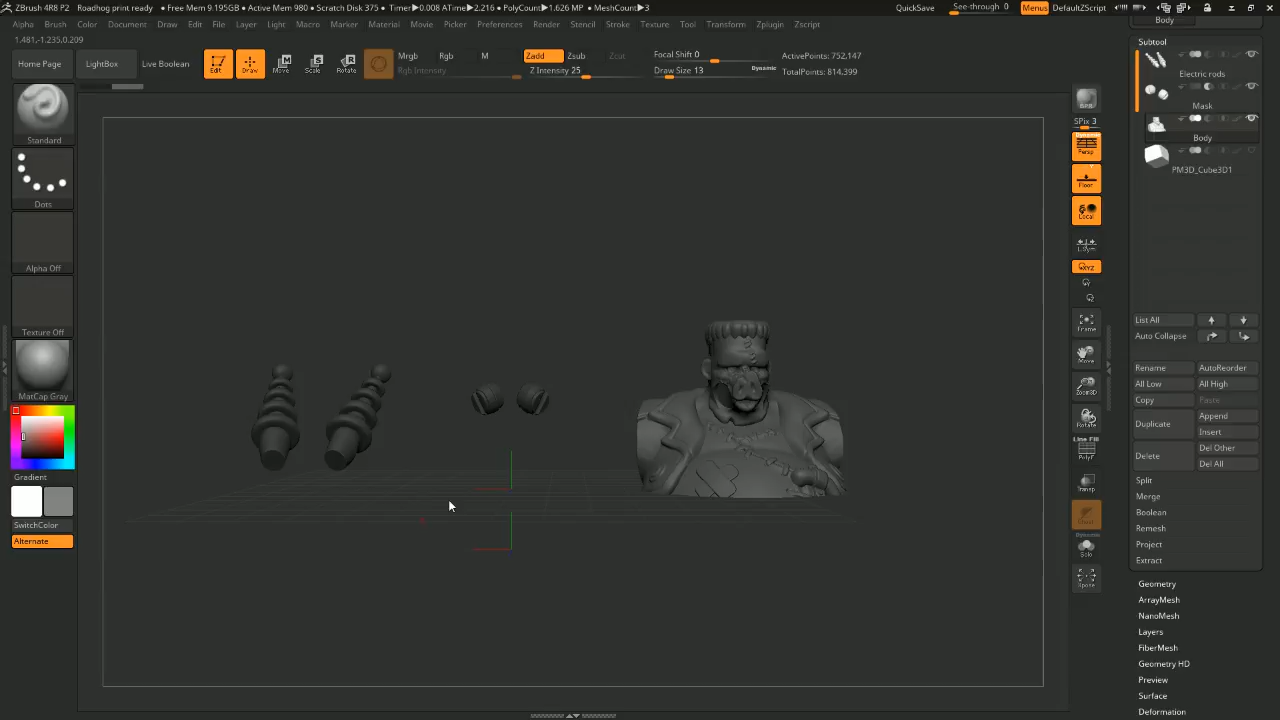 ZBrush 4R8 P2 Roadhog print ready • Free Mem 9.195GB • Active Mem 980 • Scratch Disk 375 • Timer▶0.008 ATime▶2.216 • PolyCount▶1.626 MP • MeshCount▶3 QuickSave See-through 0 Menus DefaultZScript
Alpha Brush Color Document Draw Edit File Layer Light Macro Marker Material Movie Picker Preferences Render Stencil Stroke Texture Tool Transform Zplugin Zscript
1.481,-1.235,0.209
Home Page LightBox Live Boolean
Edit Draw Move Scale Rotate
Mrgb Rgb M Zadd Zsub Zcut
Rgb Intensity Z Intensity 25
Focal Shift 0
Draw Size 13 Dynamic
ActivePoints: 752,147
TotalPoints: 814,399
Standard
Dots
Alpha Off
Texture Off
MatCap Gray
Gradient
SwitchColor
Alternate
BPR
SPix 3
Dynamic
Persp
Floor
Local
L.Sym
XYZ
Frame
Move
Zoom3D
Rotate
Line Fill
PolyF
Transp
Ghost
Dynamic
Solo
Xpose
Body
Subtool
Electric rods
Mask
Body
PM3D_Cube3D1
List All
Auto Collapse
Rename AutoReorder
All Low All High
Copy Paste
Duplicate Append
Insert
Delete Del Other
Del All
Split
Merge
Boolean
Remesh
Project
Extract
Geometry
ArrayMesh
NanoMesh
Layers
FiberMesh
Geometry HD
Preview
Surface
Deformation